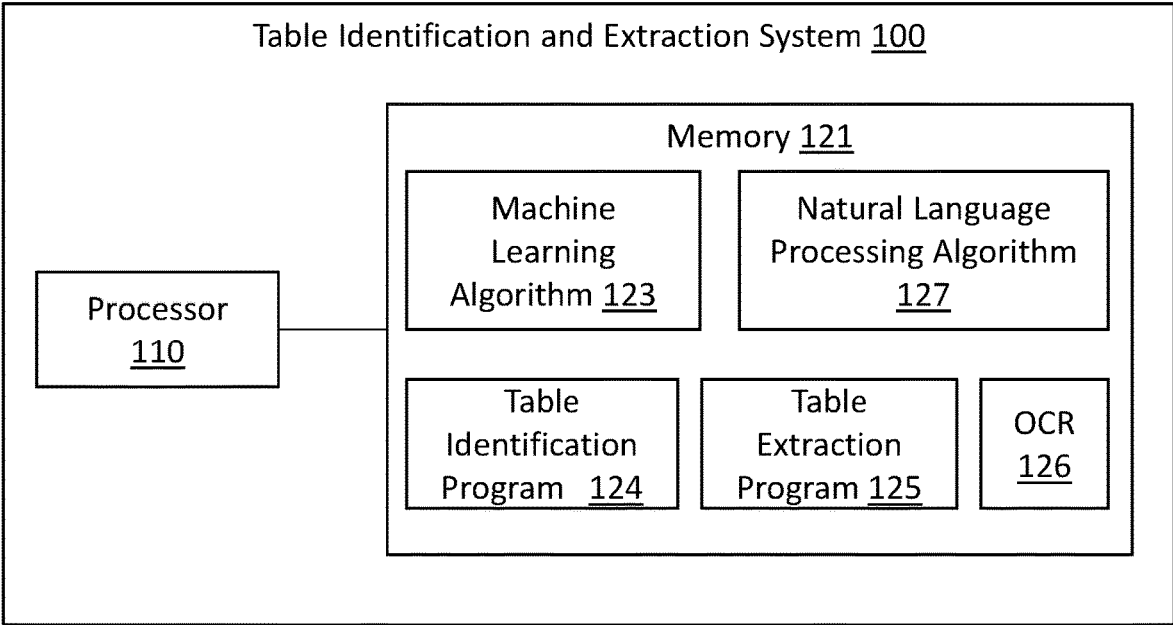 Table Identification and Extraction System 100
Memory 121
Machine
Learning
Algorithm 123
Natural Language
Processing Algorithm
127
Processor
110
Table
Identification
Program 124
Table
Extraction
Program 125
OCR
126